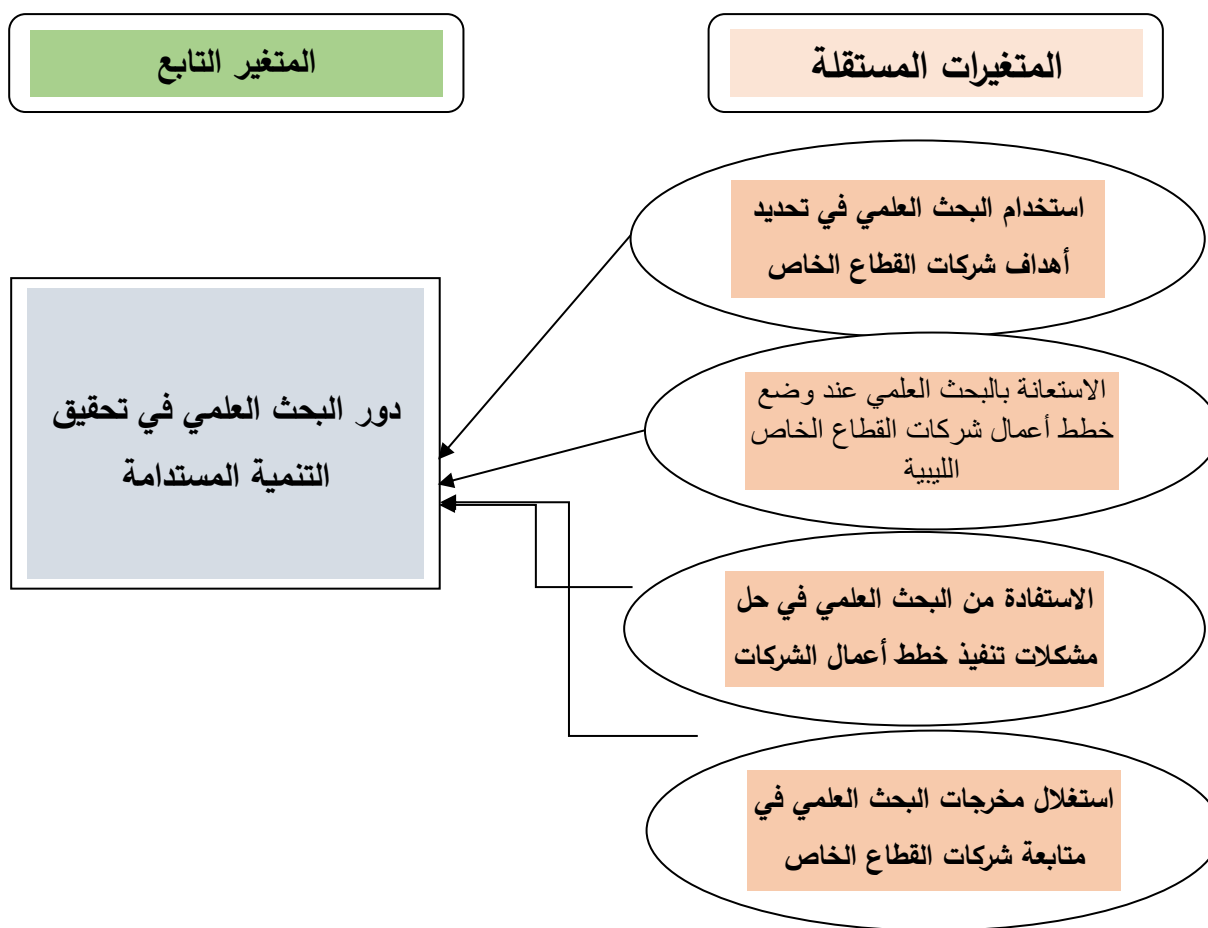 المتغيرات المستقلة
المتغير التابع
استخدام البحث العلمي في تحديد
أهداف شركات القطاع الخاص
الاستعانة بالبحث العلمي عند وضع
خطط أعمال شركات القطاع الخاص
الليبية
الاستفادة من البحث العلمي في حل
مشكلات تنفيذ خطط أعمال الشركات
استغلال مخرجات البحث العلمي في
متابعة شركات القطاع الخاص
دور البحث العلمي في تحقيق
التنمية المستدامة